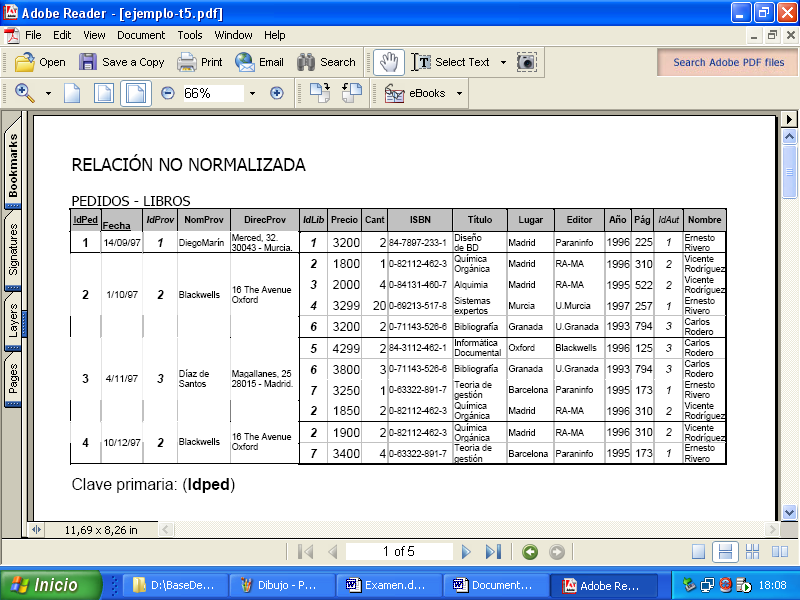 Adobe Reader - [ejemplo-t5.pdf]
File Edit View Document Tools Window Help
Open Save a Copy Print Email Search Select Text Search Adobe PDF files
66% eBooks
Bookmarks
Signatures
Layers
Pages
RELACIÓN NO NORMALIZADA
PEDIDOS - LIBROS
IdPed Fecha IdProv NomProv DirecProv IdLib Precio Cant ISBN Título Lugar Editor Año Pág IdAut Nombre
1 14/09/97 1 DiegoMarín Merced, 32. 30043 - Murcia. 1 3200 2 84-7897-233-1 Diseño de BD Madrid Paraninfo 1996 225 1 Ernesto Rivero
2 1/10/97 2 Blackwells 16 The Avenue Oxford 2 1800 1 0-82112-462-3 Química Orgánica Madrid RA-MA 1996 310 2 Vicente Rodríguez
3 2000 4 0-84131-460-7 Alquimia Madrid RA-MA 1995 522 2 Vicente Rodríguez
4 3299 20 0-69213-517-8 Sistemas expertos Murcia U.Murcia 1997 257 1 Ernesto Rivero
6 3200 2 0-71143-526-6 Bibliografía Granada U.Granada 1993 794 3 Carlos Rodero
3 4/11/97 3 Díaz de Santos Magallanes, 25 28015 - Madrid. 5 4299 2 84-3112-462-1 Informática Documental Oxford Blackwells 1996 125 3 Carlos Rodero
6 3800 3 0-71143-526-6 Bibliografía Granada U.Granada 1993 794 3 Carlos Rodero
7 3250 1 0-63322-891-7 Teoria de gestión Barcelona Paraninfo 1995 173 1 Ernesto Rivero
2 1850 2 0-82112-462-3 Química Orgánica Madrid RA-MA 1996 310 2 Vicente Rodríguez
4 10/12/97 2 Blackwells 16 The Avenue Oxford 2 1900 2 0-82112-462-3 Química Orgánica Madrid RA-MA 1996 310 2 Vicente Rodríguez
7 3400 4 0-63322-891-7 Teoria de gestión Barcelona Paraninfo 1995 173 1 Ernesto Rivero
Clave primaria: (Idped)
11,69 x 8,26 in
1 of 5
Inicio D:\BaseDe... Dibujo - P... Examen.d... Document... Adobe Re... 18:08